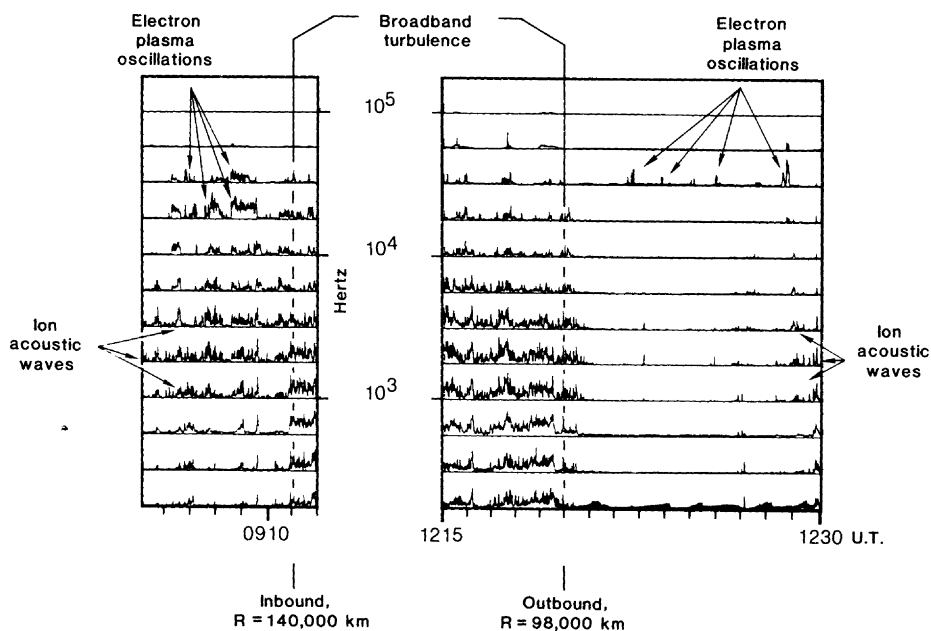 Electron
plasma
oscillations
Broadband
turbulence
Electron
plasma
oscillations
10^5
10^4
Hertz
10^3
Ion
acoustic
waves
Ion
acoustic
waves
0910
1215
1230 U.T.
Inbound,
R = 140,000 km
Outbound,
R = 98,000 km